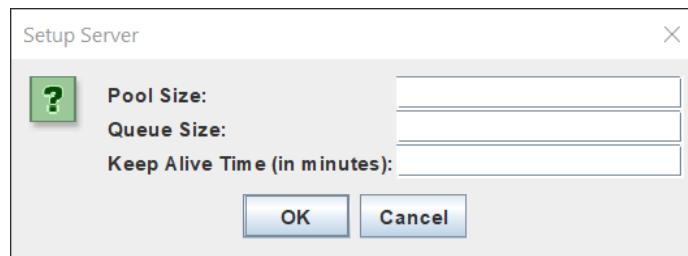 Setup Server
?
Pool Size:
Queue Size:
Keep Alive Time (in minutes):
OK Cancel